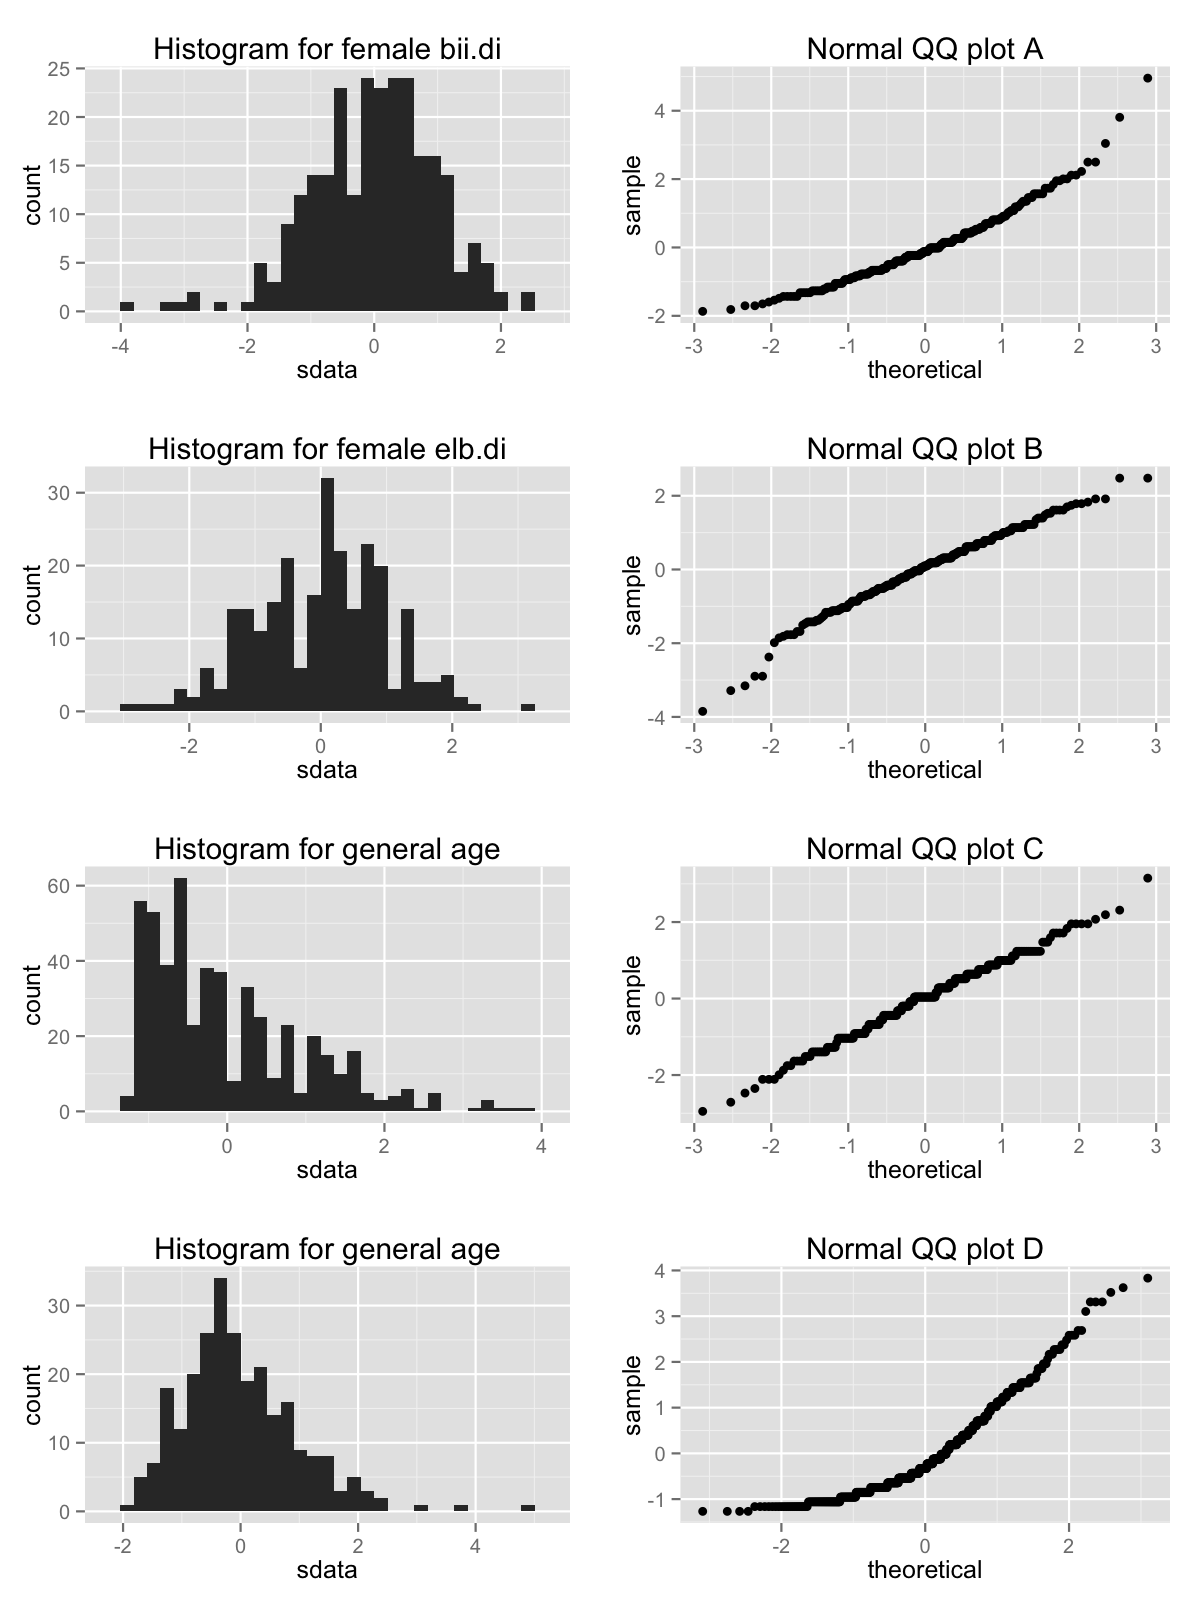 Histogram for female bii.di
25
20
15
10
5
0
count
-4 -2 0 2
sdata
Normal QQ plot A
4
2
0
-2
sample
-3 -2 -1 0 1 2 3
theoretical
Histogram for female elb.di
30
20
10
0
count
-2 0 2
sdata
Normal QQ plot B
2
0
-2
-4
sample
-3 -2 -1 0 1 2 3
theoretical
Histogram for general age
60
40
20
0
count
0 2 4
sdata
Normal QQ plot C
2
0
-2
sample
-3 -2 -1 0 1 2 3
theoretical
Histogram for general age
30
20
10
0
count
-2 0 2 4
sdata
Normal QQ plot D
4
3
2
1
0
-1
sample
-2 0 2
theoretical